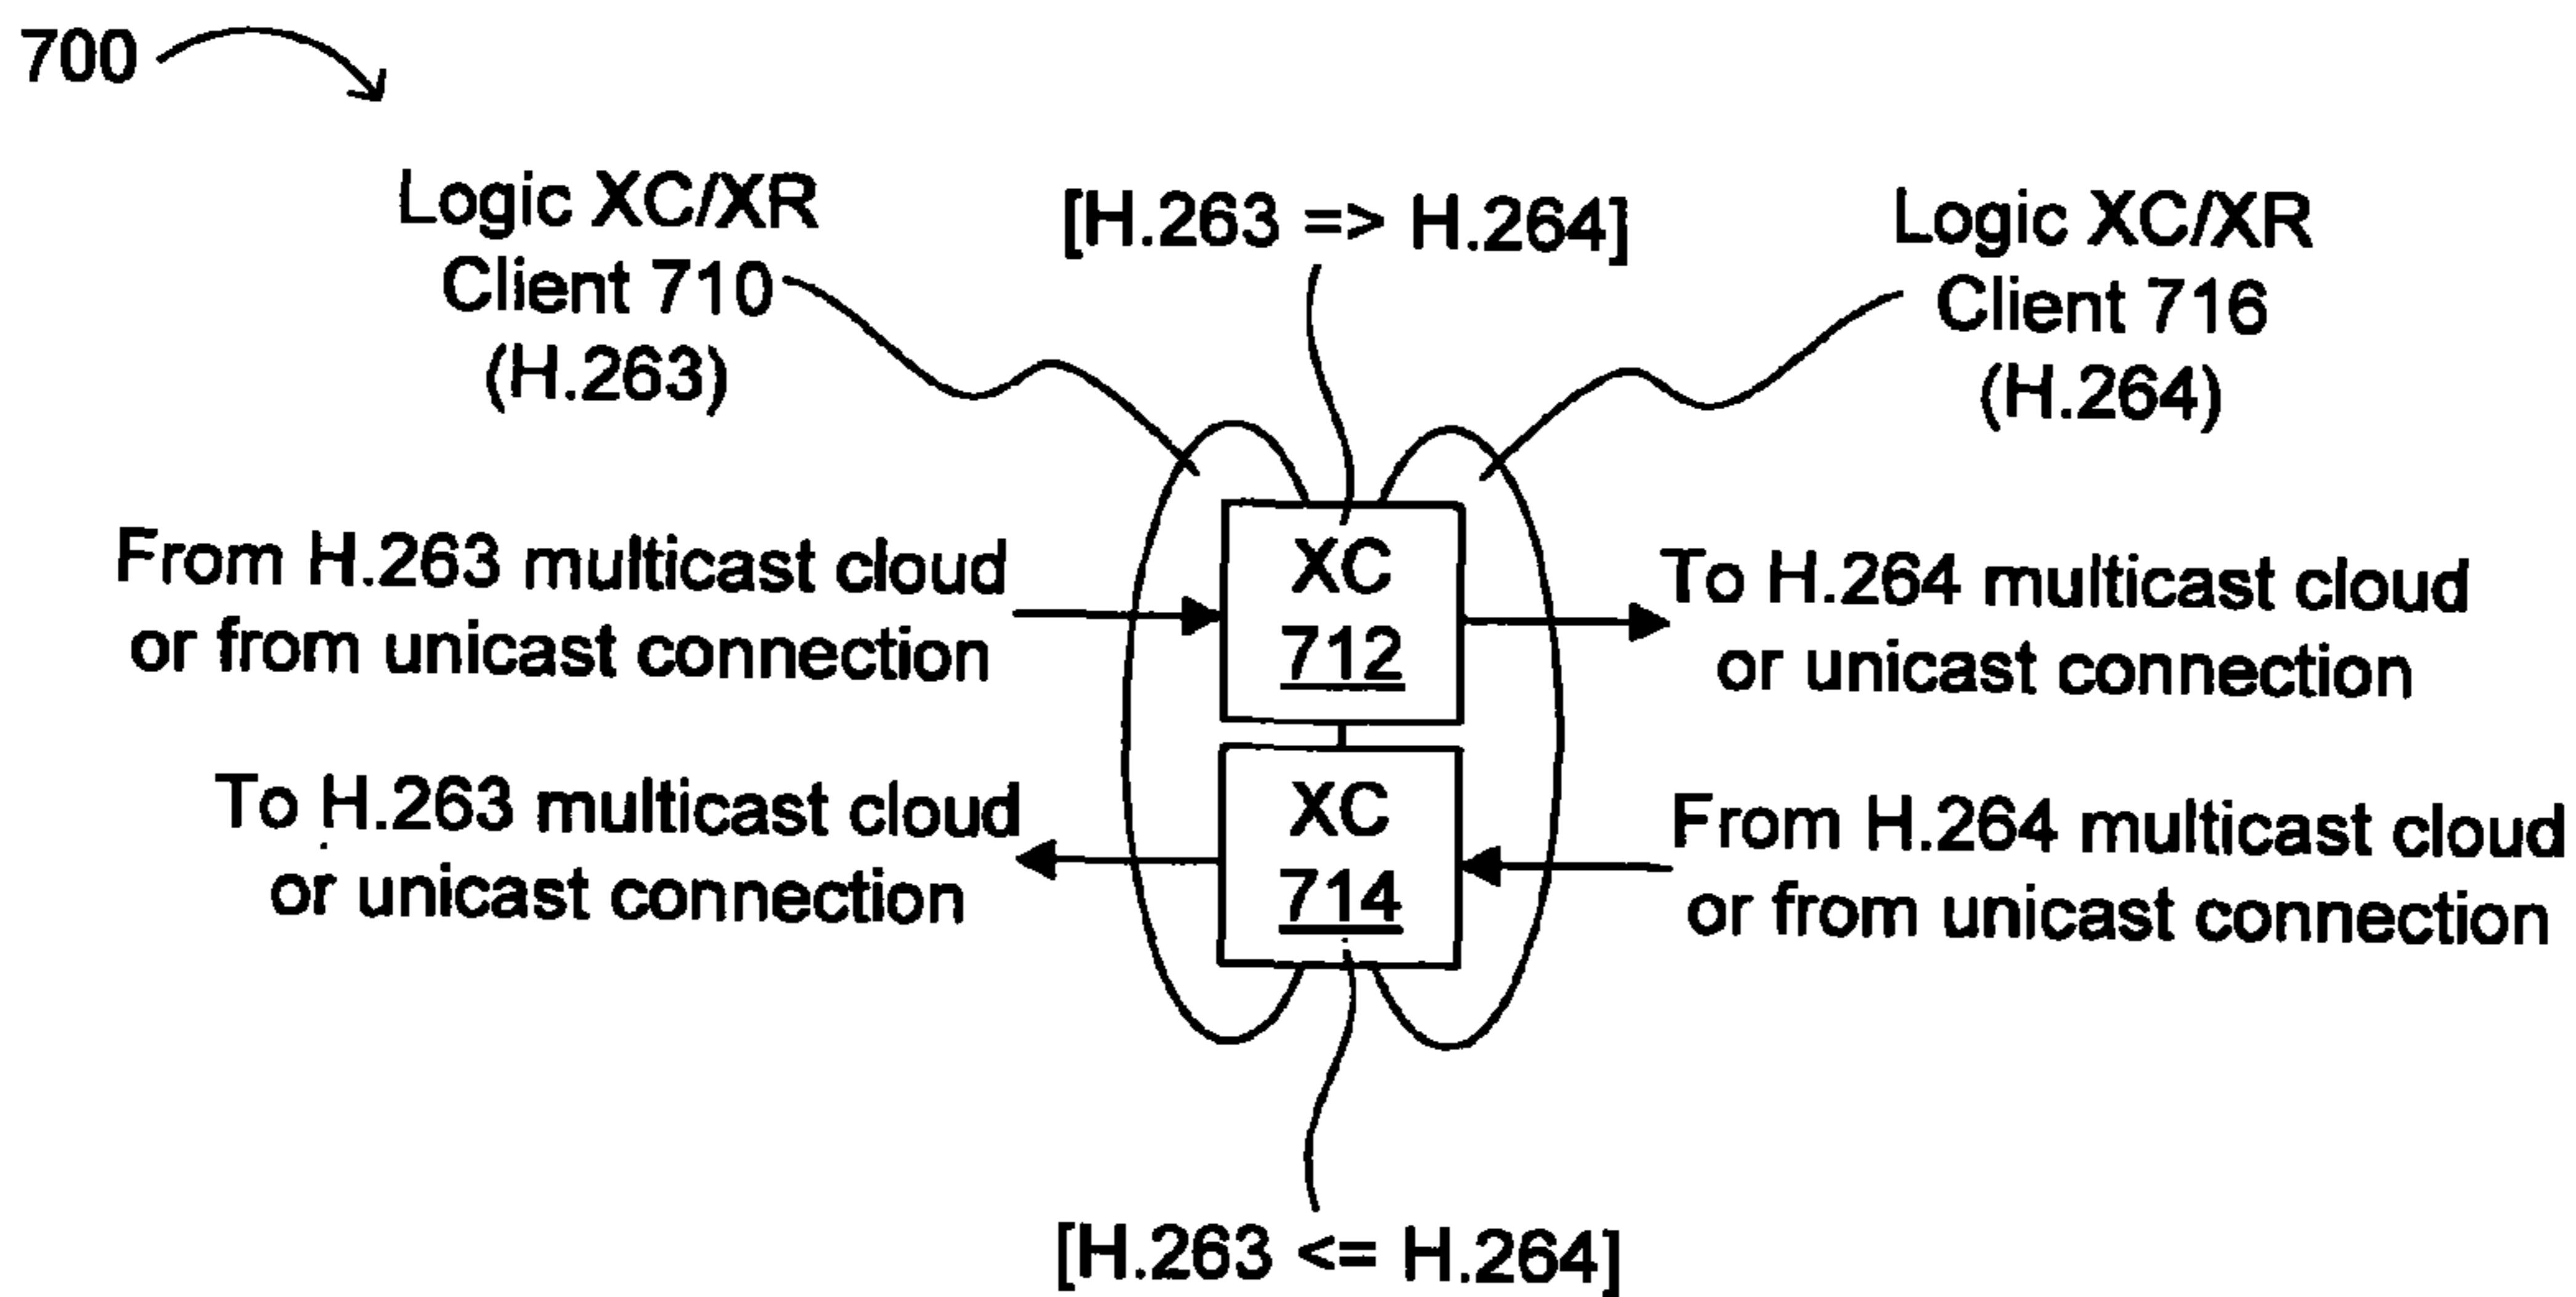 700
Logic XC/XR
Client 710
(H.263)
[H.263 => H.264]
Logic XC/XR
Client 716
(H.264)
From H.263 multicast cloud
or from unicast connection
XC
712
To H.264 multicast cloud
or unicast connection
To H.263 multicast cloud
or unicast connection
XC
714
From H.264 multicast cloud
or from unicast connection
[H.263 <= H.264]